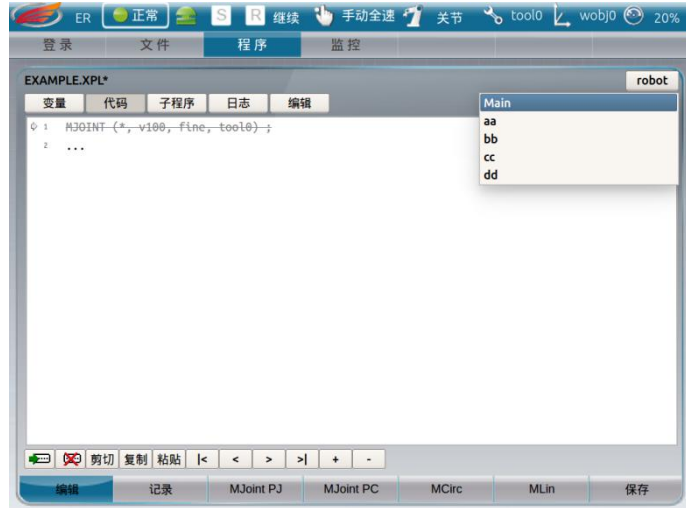 ER 正常 S R 继续 手动全速 关节 tool0 wobj0 20%
登录 文件 程序 监控
EXAMPLE.XPL* robot
变量 代码 子程序 日志 编辑
Main
aa
bb
cc
dd
1 MJOINT (*, v100, fine, tool0) ;
2 ...
剪切 复制 粘贴 |< < > >| + -
编辑 记录 MJoint PJ MJoint PC MCirc MLin 保存